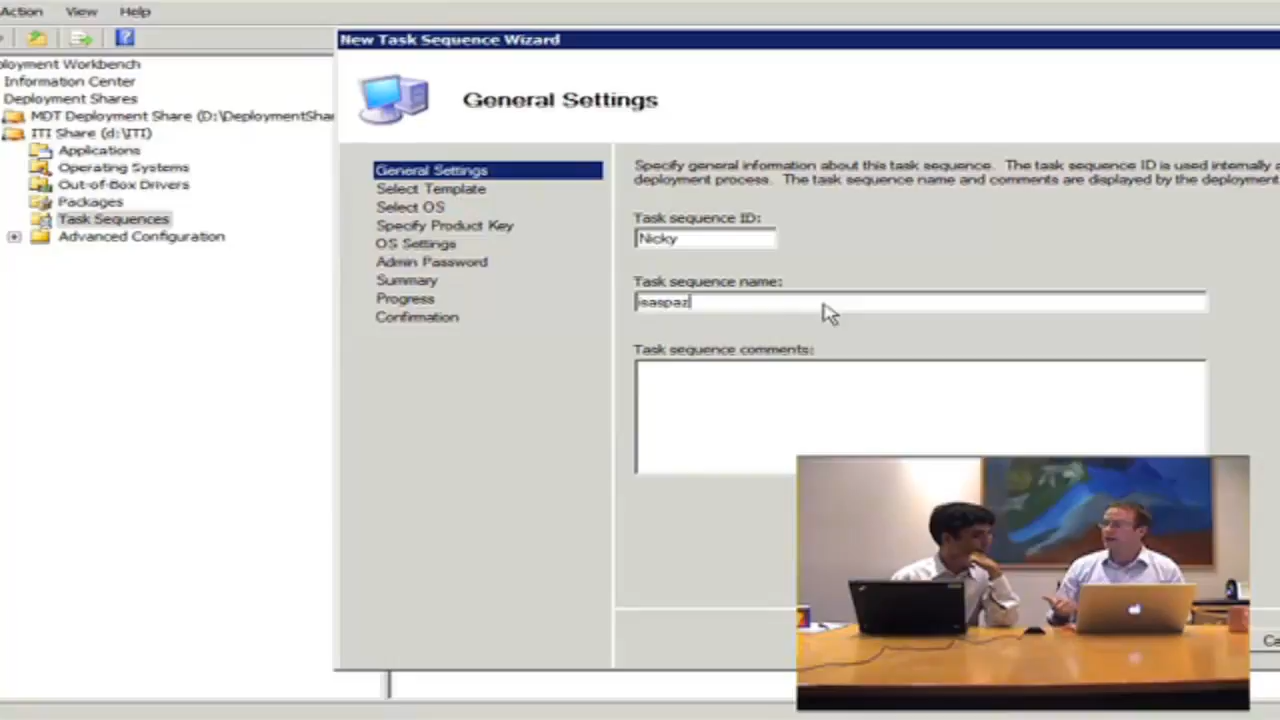 Action View Help
New Task Sequence Wizard
ployment Workbench
Information Center
Deployment Shares
MDT Deployment Share (D:\DeploymentSha
ITI Share (d:\ITI)
Applications
Operating Systems
Out-of-Box Drivers
Packages
Task Sequences
Advanced Configuration
General Settings
General Settings
Select Template
Select OS
Specify Product Key
OS Settings
Admin Password
Summary
Progress
Confirmation
Specify general information about this task sequence. The task sequence ID is used internally
deployment process. The task sequence name and comments are displayed by the deployment
Task sequence ID:
Nicky
Task sequence name:
isaspaz
Task sequence comments:
Ca